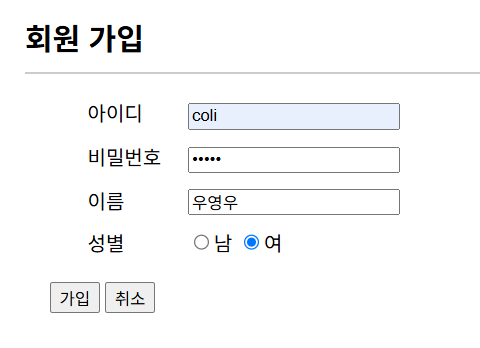 회원 가입
아이디 coli
비밀번호 •••••
이름 우영우
성별 남 여
가입 취소